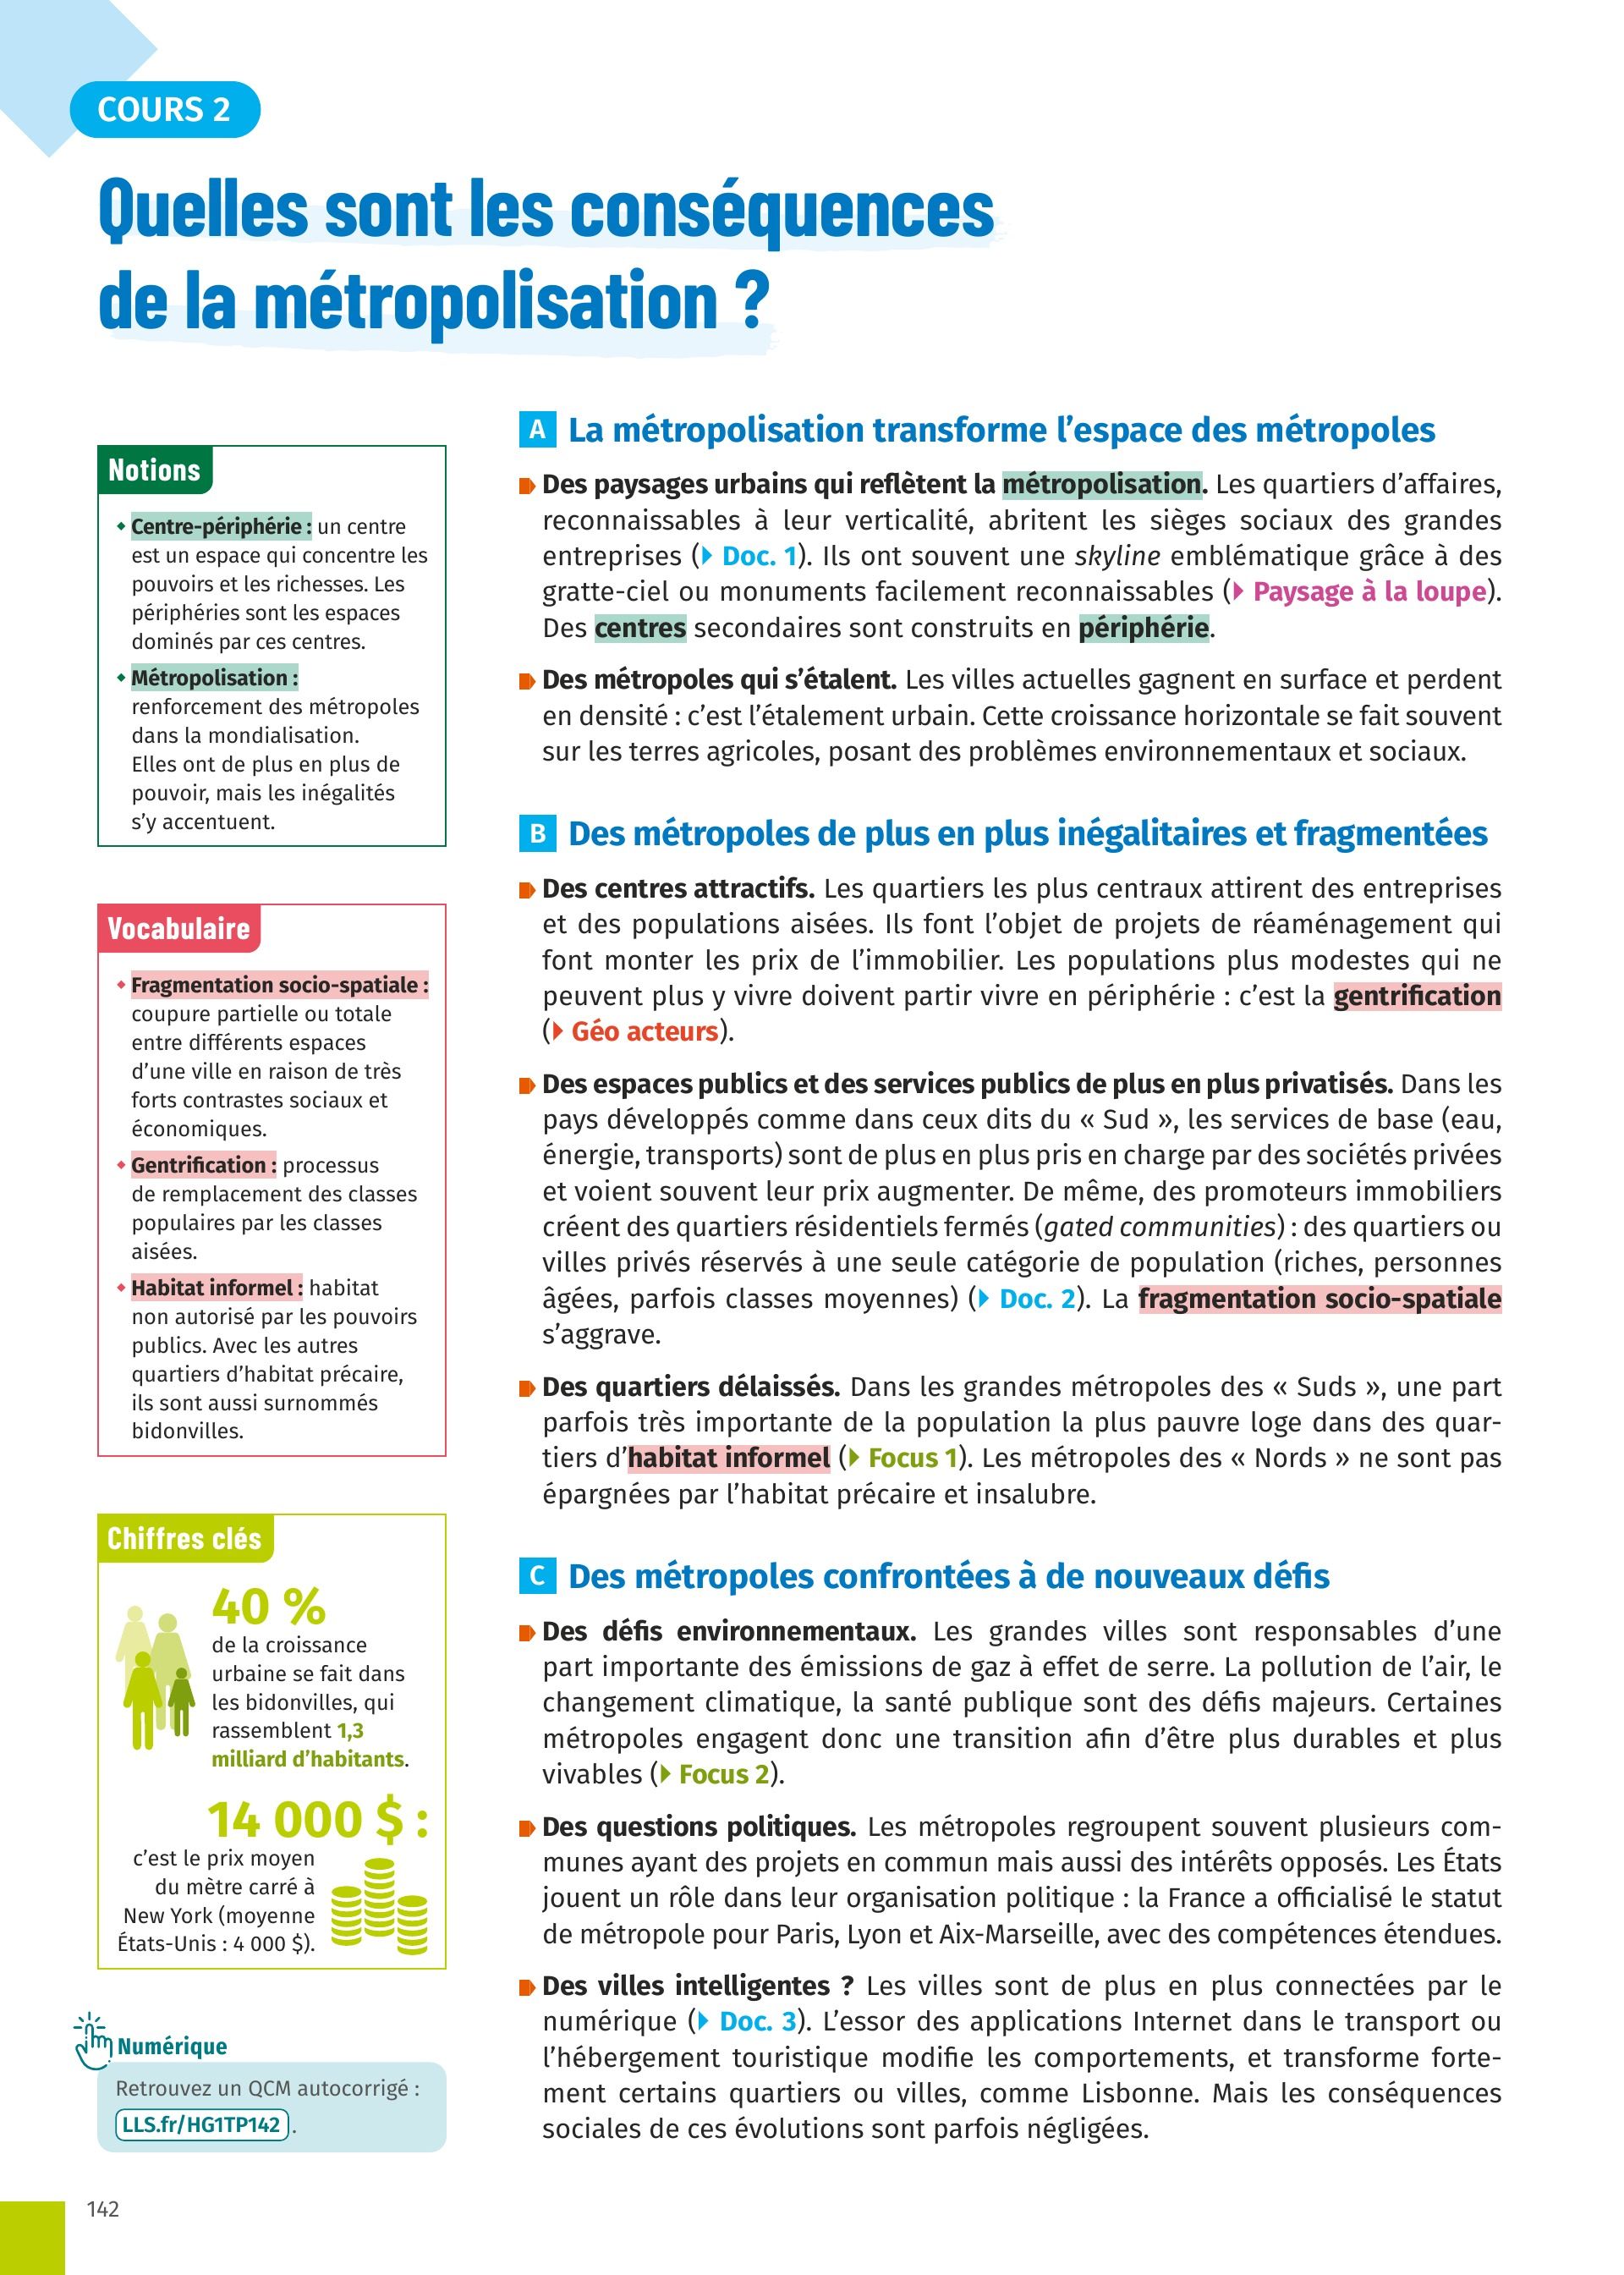 COURS 2
Quelles sont les conséquences
de la métropolisation ?
Notions
Centre-périphérie : un centre
est un espace qui concentre les
pouvoirs et les richesses. Les
périphéries sont les espaces
dominés par ces centres.
Métropolisation :
renforcement des métropoles
dans la mondialisation.
Elles ont de plus en plus de
pouvoir, mais les inégalités
s’y accentuent.
Vocabulaire
Fragmentation socio-spatiale :
coupure partielle ou totale
entre différents espaces
d’une ville en raison de très
forts contrastes sociaux et
économiques.
Gentrification : processus
de remplacement des classes
populaires par les classes
aisées.
Habitat informel : habitat
non autorisé par les pouvoirs
publics. Avec les autres
quartiers d’habitat précaire,
ils sont aussi surnommés
bidonvilles.
Chiffres clés
40 %
de la croissance
urbaine se fait dans
les bidonvilles, qui
rassemblent 1,3
milliard d’habitants.
14 000 $ :
c’est le prix moyen
du mètre carré à
New York (moyenne
États-Unis : 4 000 $).
Numérique
Retrouvez un QCM autocorrigé :
LLS.fr/HG1TP142 .
A La métropolisation transforme l’espace des métropoles
Des paysages urbains qui reflètent la métropolisation. Les quartiers d’affaires,
reconnaissables à leur verticalité, abritent les sièges sociaux des grandes
entreprises (Doc. 1). Ils ont souvent une skyline emblématique grâce à des
gratte-ciel ou monuments facilement reconnaissables (Paysage à la loupe).
Des centres secondaires sont construits en périphérie.
Des métropoles qui s’étalent. Les villes actuelles gagnent en surface et perdent
en densité : c’est l’étalement urbain. Cette croissance horizontale se fait souvent
sur les terres agricoles, posant des problèmes environnementaux et sociaux.
B Des métropoles de plus en plus inégalitaires et fragmentées
Des centres attractifs. Les quartiers les plus centraux attirent des entreprises
et des populations aisées. Ils font l’objet de projets de réaménagement qui
font monter les prix de l’immobilier. Les populations plus modestes qui ne
peuvent plus y vivre doivent partir vivre en périphérie : c’est la gentrification
(Géo acteurs).
Des espaces publics et des services publics de plus en plus privatisés. Dans les
pays développés comme dans ceux dits du « Sud », les services de base (eau,
énergie, transports) sont de plus en plus pris en charge par des sociétés privées
et voient souvent leur prix augmenter. De même, des promoteurs immobiliers
créent des quartiers résidentiels fermés (gated communities) : des quartiers ou
villes privés réservés à une seule catégorie de population (riches, personnes
âgées, parfois classes moyennes) (Doc. 2). La fragmentation socio-spatiale
s’aggrave.
Des quartiers délaissés. Dans les grandes métropoles des « Suds », une part
parfois très importante de la population la plus pauvre loge dans des quar-
tiers d’habitat informel (Focus 1). Les métropoles des « Nords » ne sont pas
épargnées par l’habitat précaire et insalubre.
C Des métropoles confrontées à de nouveaux défis
Des défis environnementaux. Les grandes villes sont responsables d’une
part importante des émissions de gaz à effet de serre. La pollution de l’air, le
changement climatique, la santé publique sont des défis majeurs. Certaines
métropoles engagent donc une transition afin d’être plus durables et plus
vivables (Focus 2).
Des questions politiques. Les métropoles regroupent souvent plusieurs com-
munes ayant des projets en commun mais aussi des intérêts opposés. Les États
jouent un rôle dans leur organisation politique : la France a officialisé le statut
de métropole pour Paris, Lyon et Aix-Marseille, avec des compétences étendues.
Des villes intelligentes ? Les villes sont de plus en plus connectées par le
numérique (Doc. 3). L’essor des applications Internet dans le transport ou
l’hébergement touristique modifie les comportements, et transforme forte-
ment certains quartiers ou villes, comme Lisbonne. Mais les conséquences
sociales de ces évolutions sont parfois négligées.
142